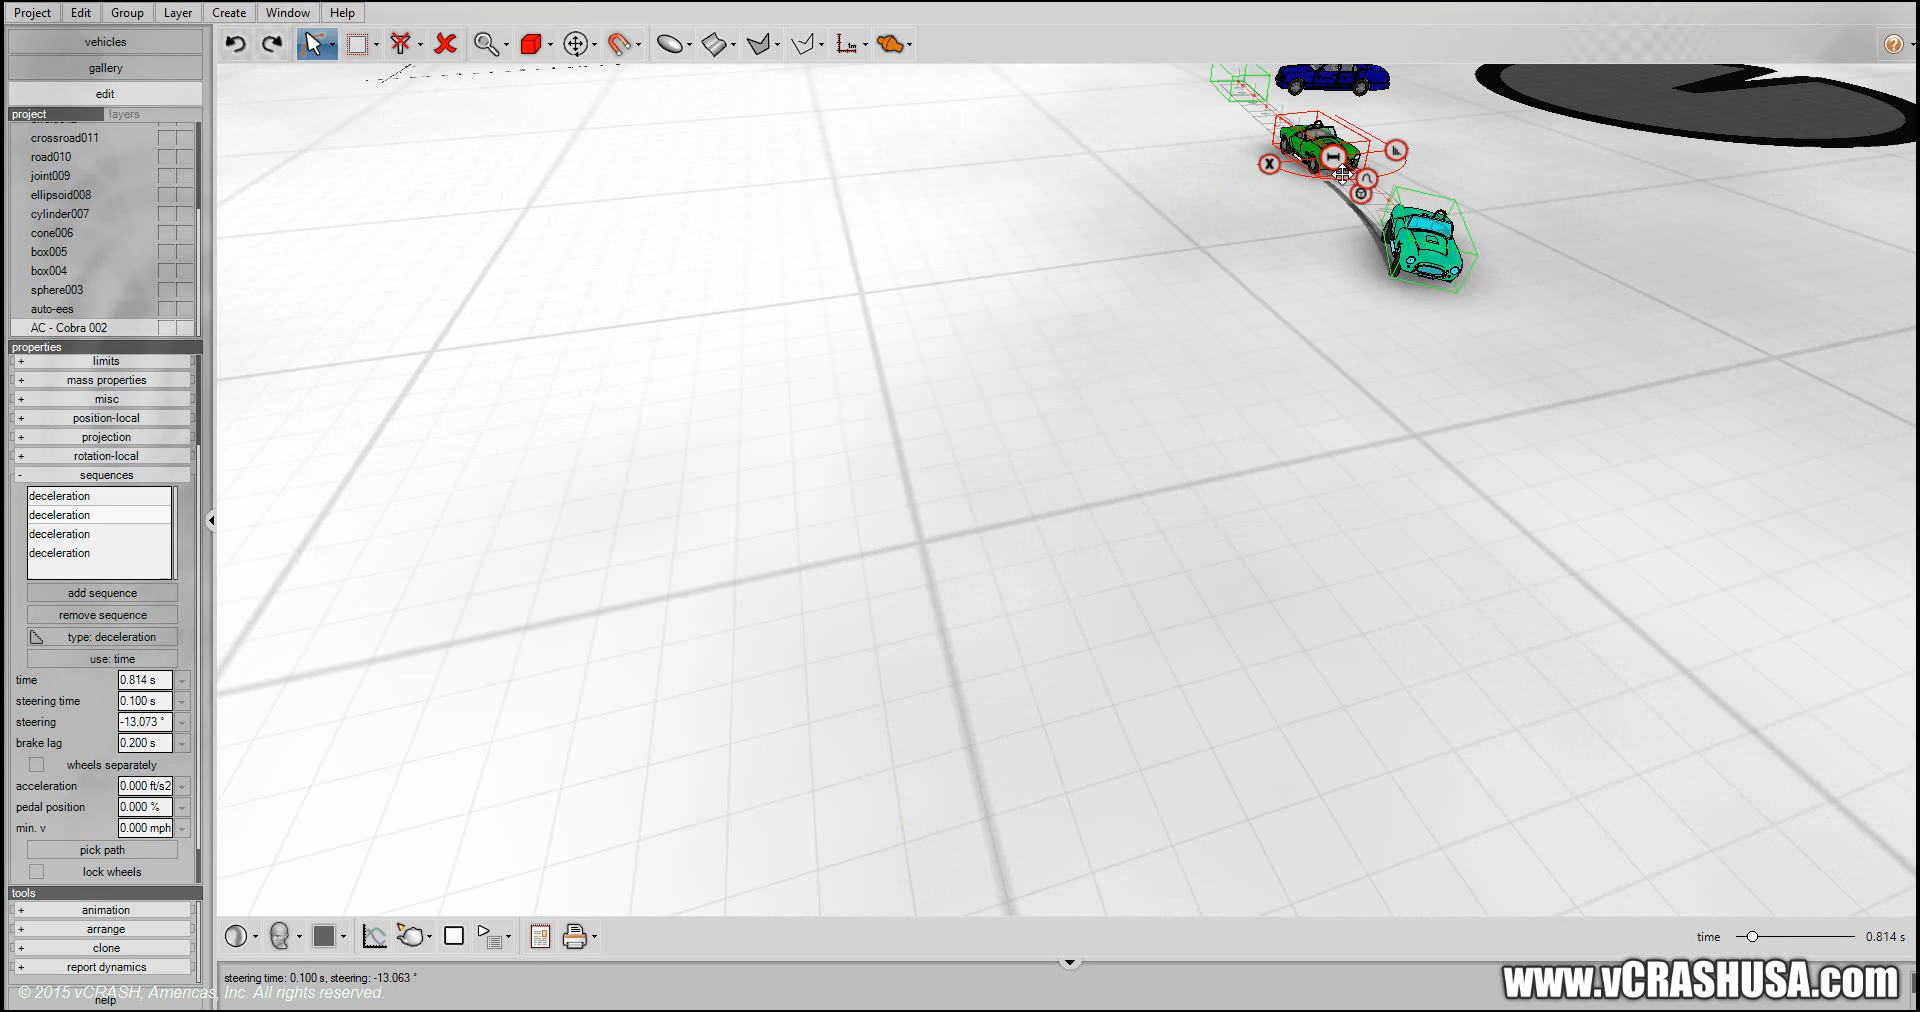 Project Edit Group Layer Create Window Help
vehicles
gallery
edit
project layers
crossroad011
road010
joint009
ellipsoid008
cylinder007
cone006
box005
box004
sphere003
auto-ees
AC - Cobra 002
properties
+ limits
+ mass properties
+ misc
+ position-local
+ projection
+ rotation-local
- sequences
deceleration
deceleration
deceleration
deceleration
add sequence
remove sequence
type: deceleration
use: time
time 0.814 s
steering time 0.100 s
steering -13.073 °
brake lag 0.200 s
wheels separately
acceleration 0.000 ft/s2
pedal position 0.000 %
min. v 0.000 mph
pick path
lock wheels
tools
+ animation
+ arrange
+ clone
+ report dynamics
help
time 0.814 s
steering time: 0.100 s, steering: -13.063 °
© 2015 vCRASH, Americas, Inc. All rights reserved.
www.vCRASHUSA.com